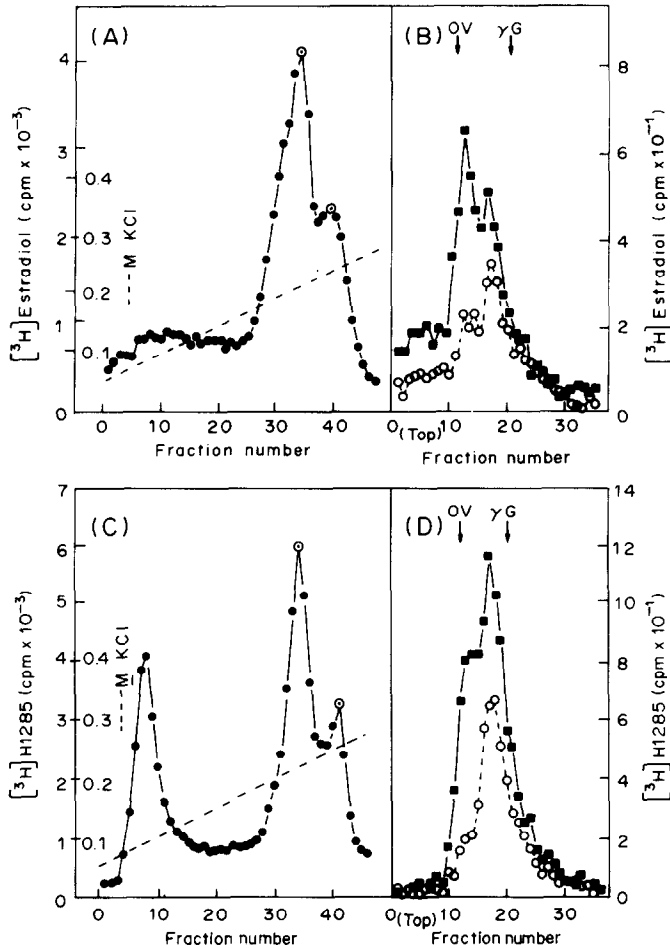 (A)
[³H] Estradiol (cpm x 10⁻³)
4
3
2
1
0
0.4
0.3
0.2
0.1
--- M KCl
0 10 20 30 40
Fraction number
(B)
OV γG
[³H] Estradiol (cpm x 10⁻¹)
8
6
4
2
0
0 10 20 30
(Top)
Fraction number
(C)
[³H] H1285 (cpm x 10⁻³)
7
6
5
4
3
2
1
0
0.4
0.3
0.2
0.1
--- M KCl
0 10 20 30 40
Fraction number
(D)
OV γG
[³H] H1285 (cpm x 10⁻¹)
14
12
10
8
6
4
2
0
0 10 20 30
(Top)
Fraction number